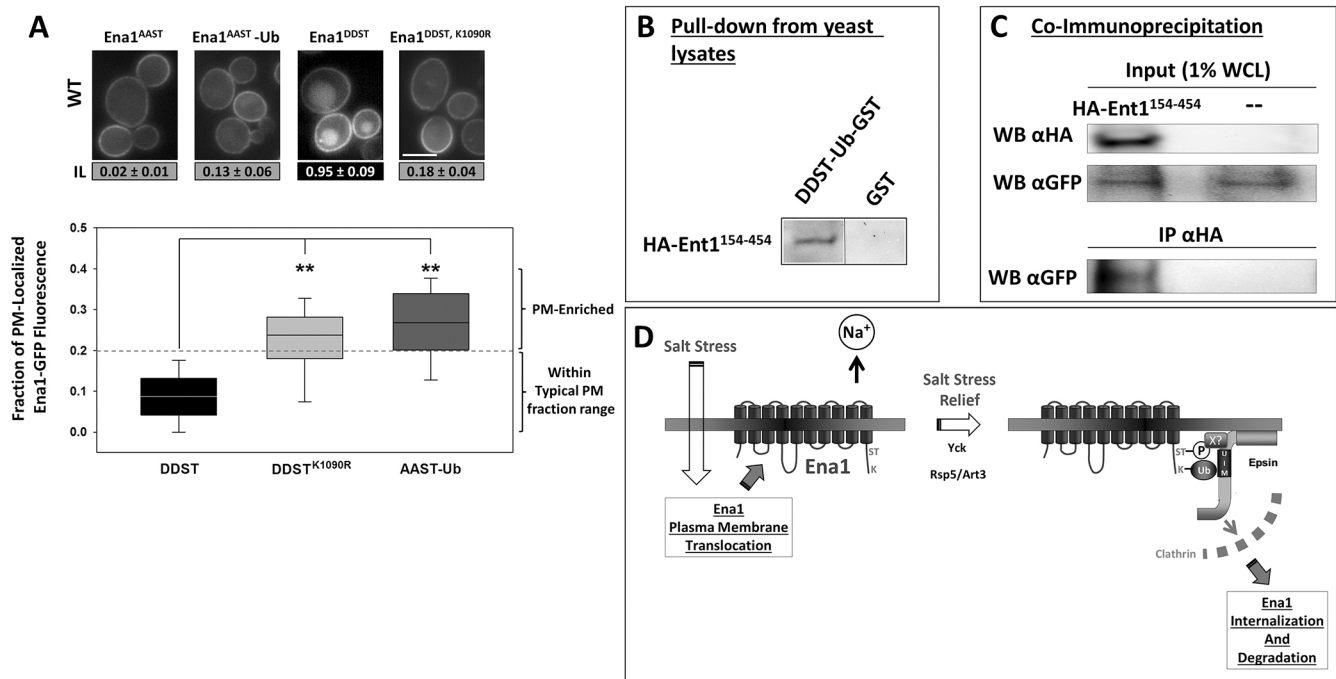 A
Ena1AAST
Ena1AAST -Ub
Ena1DDST
Ena1DDST, K1090R
WT
IL
0.02 ± 0.01
0.13 ± 0.06
0.95 ± 0.09
0.18 ± 0.04
Fraction of PM-Localized
Ena1-GFP Fluorescence
0.5
0.4
0.3
0.2
0.1
0.0
**
**
PM-Enriched
Within
Typical PM
fraction range
DDST
DDSTK1090R
AAST-Ub
B
Pull-down from yeast
lysates
DDST-Ub-GST
GST
HA-Ent1154-454
C
Co-Immunoprecipitation
Input (1% WCL)
HA-Ent1154-454
--
WB αHA
WB αGFP
IP αHA
WB αGFP
D
Salt Stress
Na+
Ena1
ST
K
Ena1
Plasma Membrane
Translocation
Salt Stress
Relief
Yck
Rsp5/Art3
ST
P
X?
K
Ub
UIM
Epsin
Clathrin
Ena1
Internalization
And
Degradation